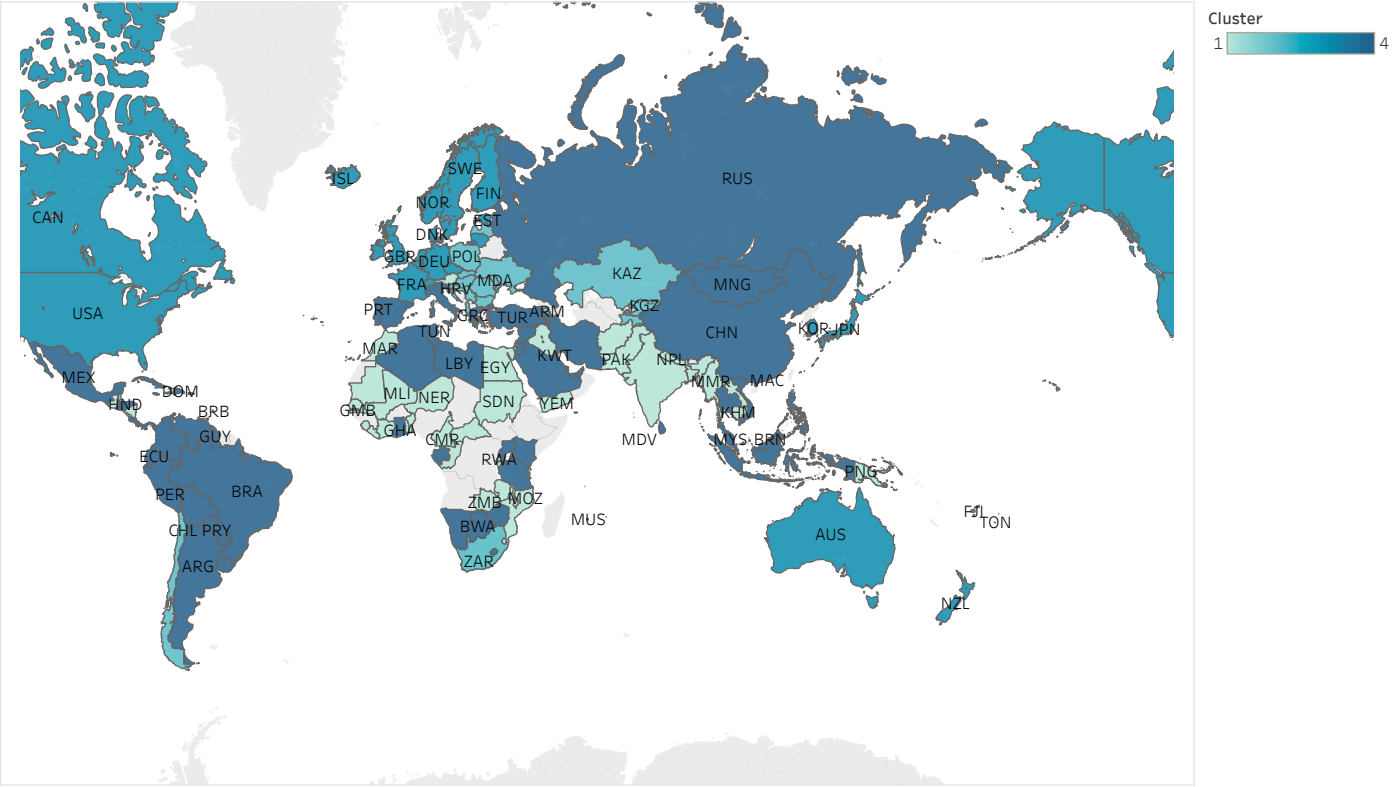 Cluster
1 4
RUS
SWE
ISL
FIN
NOR
CAN
EST
DNK
GBR
DEU
POL
KAZ
MDA
FRA
HRV
MNG
KGZ
PRT
USA
GRC
TUR
ARM
CHN
KOR
JPN
TUN
MAR
KWT
LBY
EGY
PAK
NPL
MEX
MMR
MAC
DOM
MLI
NER
SDN
YEM
HND
GMB
BRB
KHM
GHA
GUY
CMR
MDV
MYS
BRN
ECU
RWA
PNG
BRA
PER
ZMB
MOZ
MUS
FJI
TON
CHL
PRY
BWA
AUS
ARG
ZAR
NZL